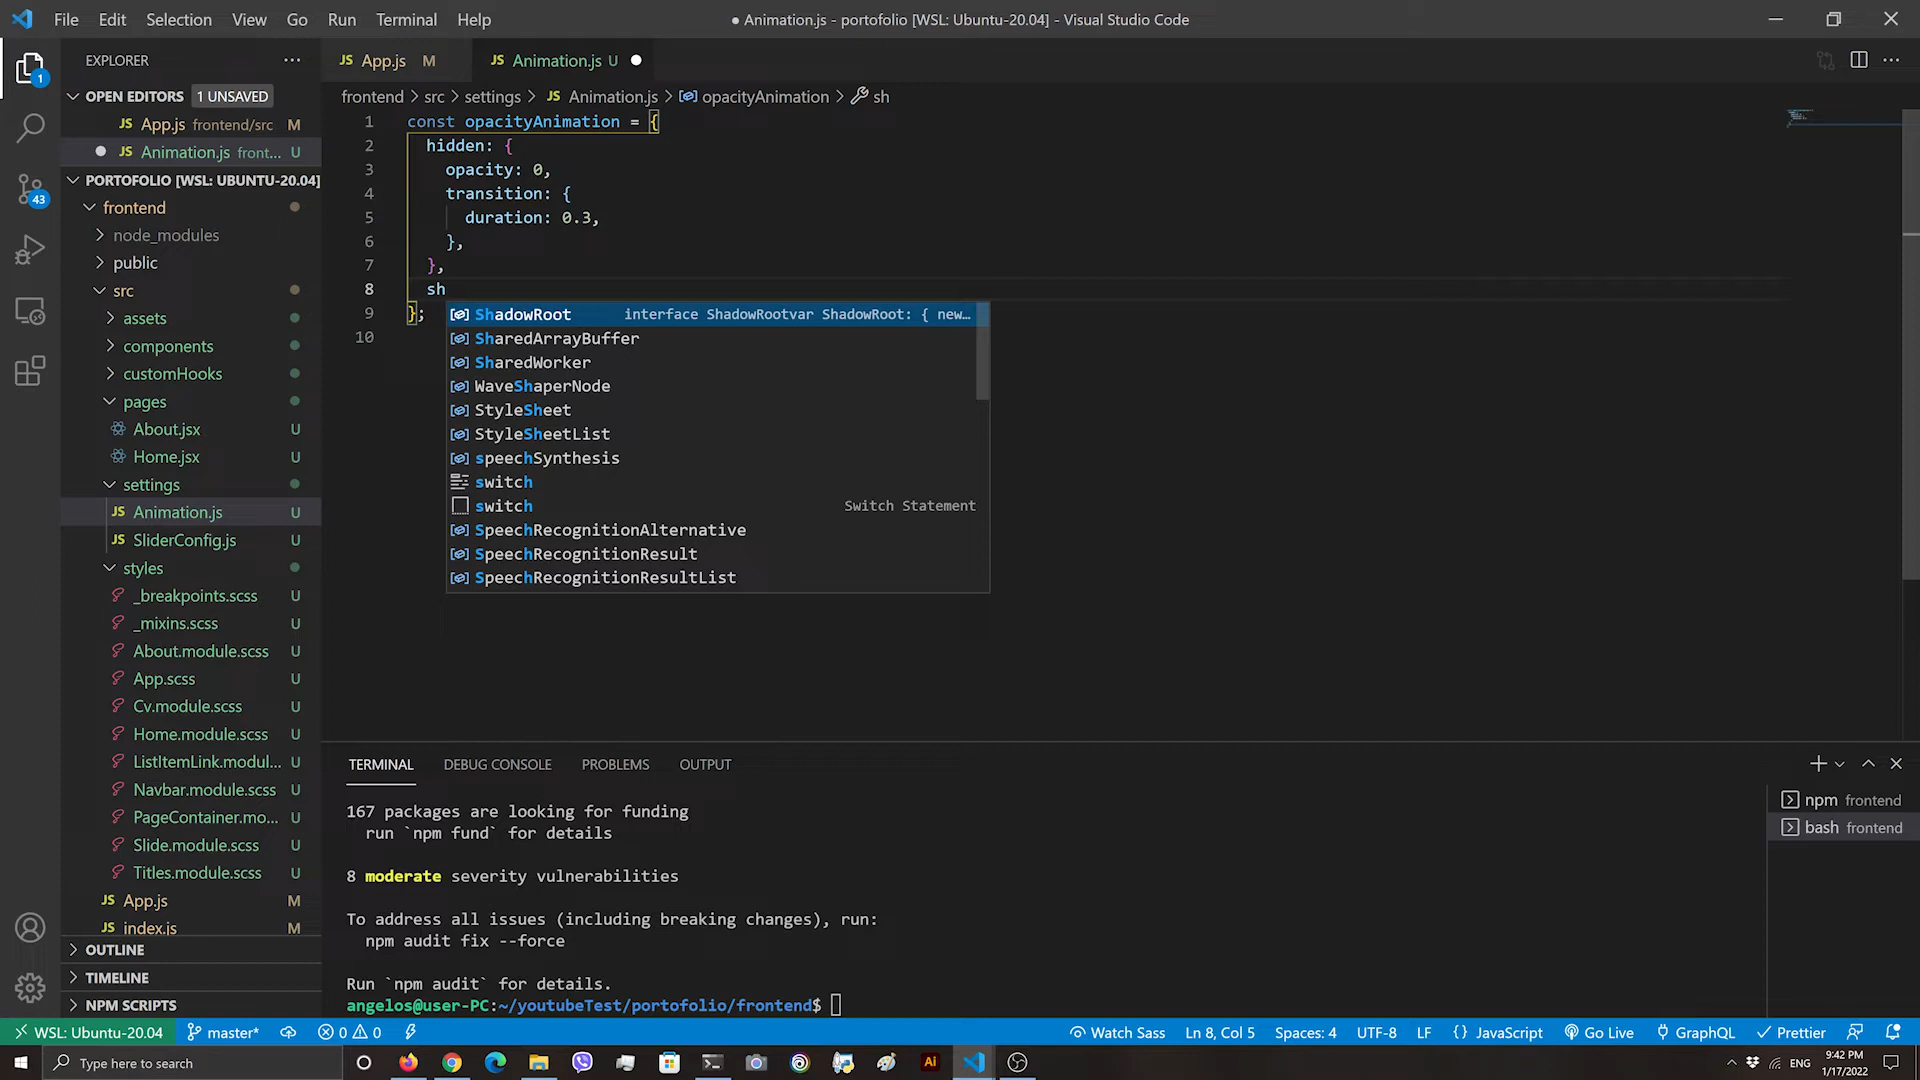 File Edit Selection View Go Run Terminal Help
● Animation.js - portofolio [WSL: Ubuntu-20.04] - Visual Studio Code
EXPLORER
OPEN EDITORS 1 UNSAVED
JS App.js frontend/src M
JS Animation.js front... U
PORTOFOLIO [WSL: UBUNTU-20.04]
frontend
node_modules
public
src
assets
components
customHooks
pages
About.jsx U
Home.jsx U
settings
JS Animation.js U
JS SliderConfig.js U
styles
_breakpoints.scss U
_mixins.scss U
About.module.scss U
App.scss U
Cv.module.scss U
Home.module.scss U
ListItemLink.modul... U
Navbar.module.scss U
PageContainer.mo... U
Slide.module.scss U
Titles.module.scss U
JS App.js M
JS index.js M
OUTLINE
TIMELINE
NPM SCRIPTS
1
43
JS App.js M
JS Animation.js U
frontend > src > settings > JS Animation.js > opacityAnimation > sh
1 const opacityAnimation = {
2 hidden: {
3 opacity: 0,
4 transition: {
5 duration: 0.3,
6 },
7 },
8 sh
9 };
10
ShadowRoot interface ShadowRootvar ShadowRoot: { new…
SharedArrayBuffer
SharedWorker
WaveShaperNode
StyleSheet
StyleSheetList
speechSynthesis
switch
switch Switch Statement
SpeechRecognitionAlternative
SpeechRecognitionResult
SpeechRecognitionResultList
TERMINAL DEBUG CONSOLE PROBLEMS OUTPUT
167 packages are looking for funding
run `npm fund` for details
8 moderate severity vulnerabilities
To address all issues (including breaking changes), run:
npm audit fix --force
Run `npm audit` for details.
angelos@user-PC:~/youtubeTest/portofolio/frontend$
npm frontend
bash frontend
WSL: Ubuntu-20.04 master* 0 0 Watch Sass Ln 8, Col 5 Spaces: 4 UTF-8 LF {} JavaScript Go Live GraphQL Prettier
Type here to search
Ai
ENG
9:42 PM
1/17/2022